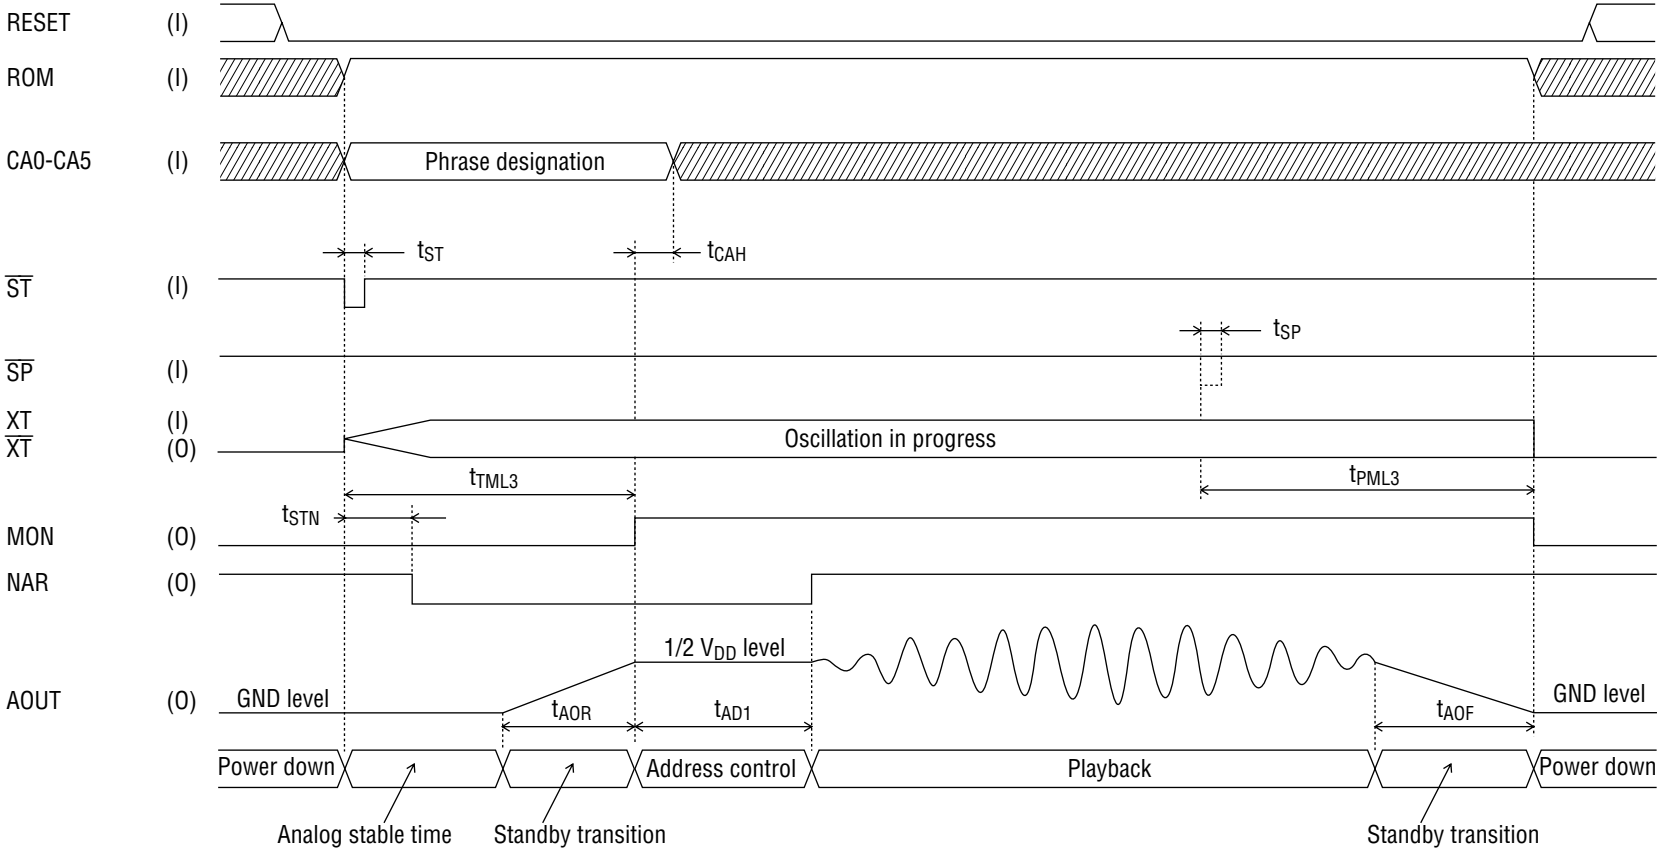 RESET (I)
ROM (I)
CA0-CA5 (I) Phrase designation
tST tCAH
ST (I)
tSP
SP (I)
XT (I)
XT (O) Oscillation in progress
tTML3 tPML3
tSTN
MON (O)
NAR (O)
1/2 VDD level
AOUT (O) GND level GND level
tAOR tAD1 tAOF
Power down Address control Playback Power down
Analog stable time Standby transition Standby transition